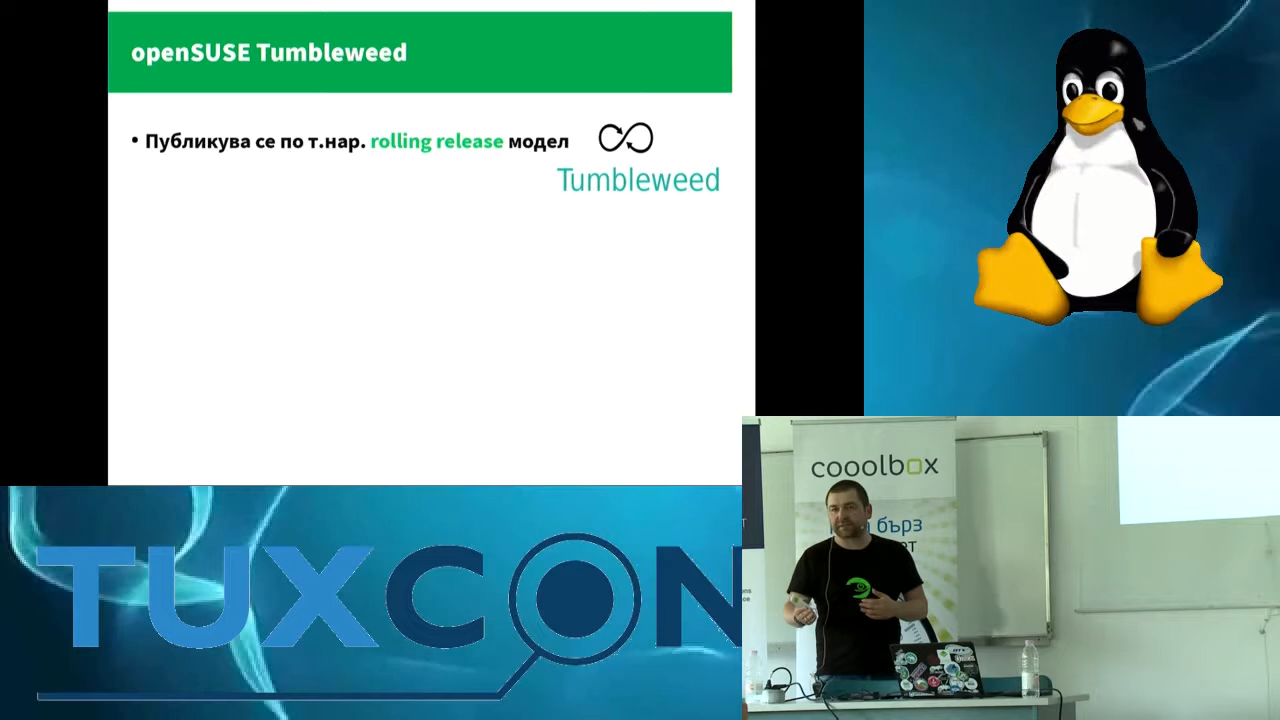 openSUSE Tumbleweed
• Публикува се по т.нар. rolling release модел
Tumbleweed
TUXCON
cooolbox
бърз